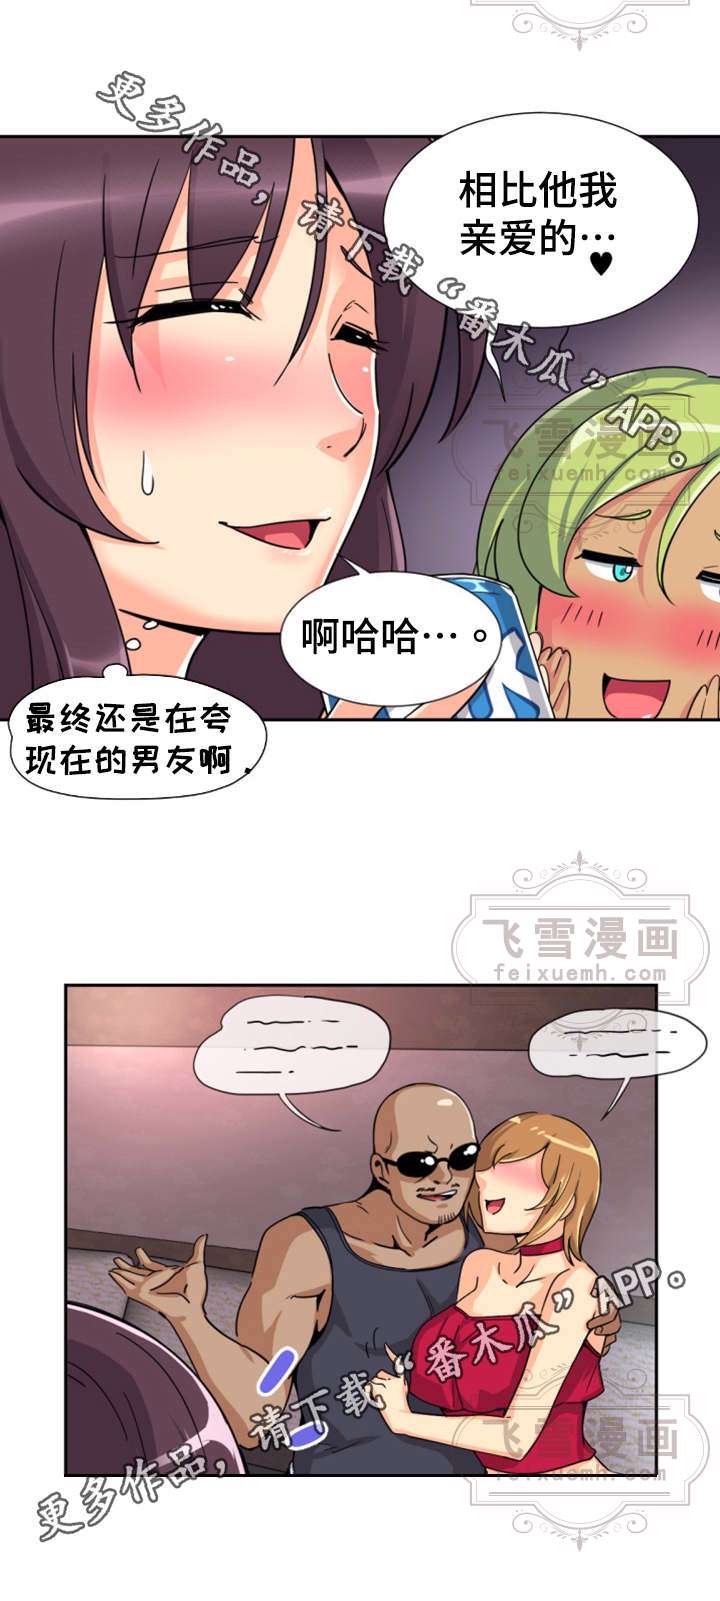 更多作品，请下载“番木瓜”APP。
相比他我
亲爱的…
♥
飞雪漫画
feixuemh.com
啊哈哈…。
最终还是在夸
现在的男友啊．
飞雪漫画
feixuemh.com
更多作品，请下载“番木瓜”APP。
飞雪漫画
feixuemh.com